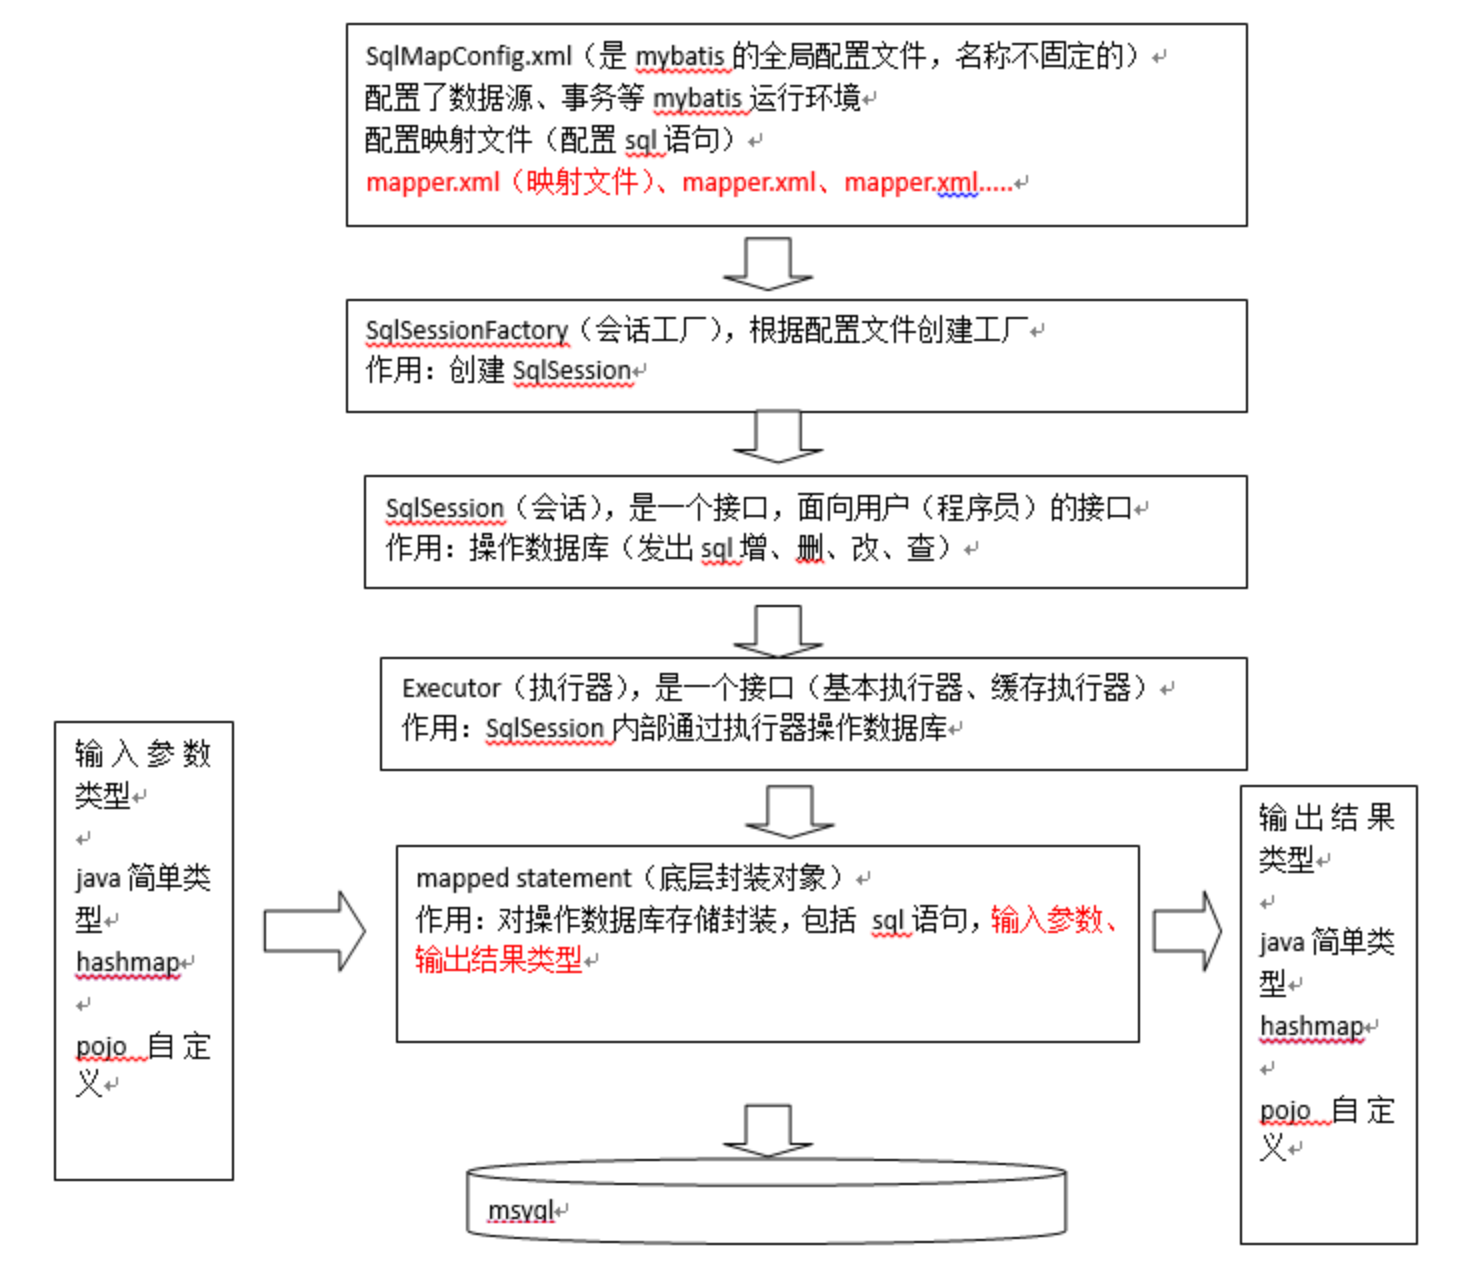 SqlMapConfig.xml（是 mybatis 的全局配置文件，名称不固定的）
配置了数据源、事务等 mybatis 运行环境
配置映射文件（配置 sql 语句）
mapper.xml（映射文件）、mapper.xml、mapper.xml.....
SqlSessionFactory（会话工厂），根据配置文件创建工厂
作用：创建 SqlSession
SqlSession（会话），是一个接口，面向用户（程序员）的接口
作用：操作数据库（发出 sql 增、删、改、查）
Executor（执行器），是一个接口（基本执行器、缓存执行器）
作用：SqlSession 内部通过执行器操作数据库
输入参数
类型
java 简单类
型
hashmap
pojo 自定
义
mapped statement（底层封装对象）
作用：对操作数据库存储封装，包括 sql 语句，输入参数、
输出结果类型
输出结果
类型
java 简单类
型
hashmap
pojo 自定
义
msyql